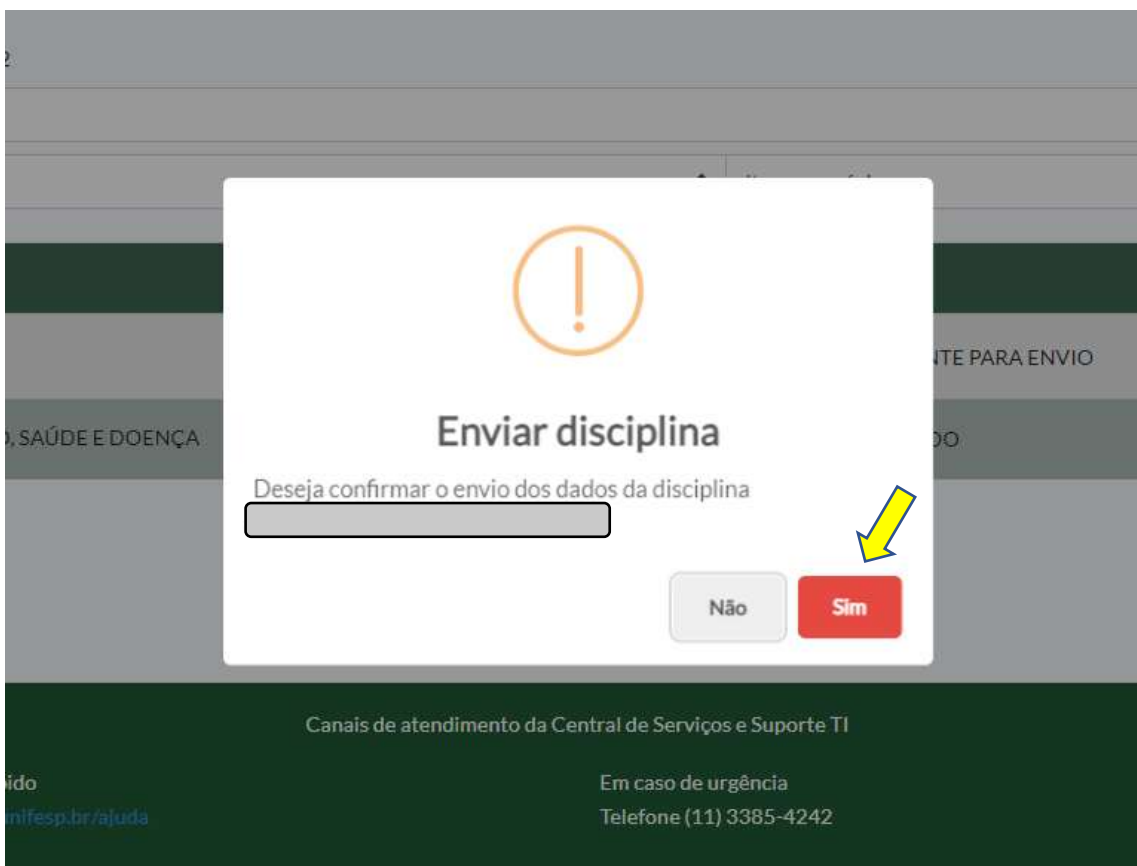 NTE PARA ENVIO
, SAÚDE E DOENÇA
DO
Enviar disciplina
Deseja confirmar o envio dos dados da disciplina
Não
Sim
Canais de atendimento da Central de Serviços e Suporte TI
ido
nifesp.br/ajuda
Em caso de urgência
Telefone (11) 3385-4242